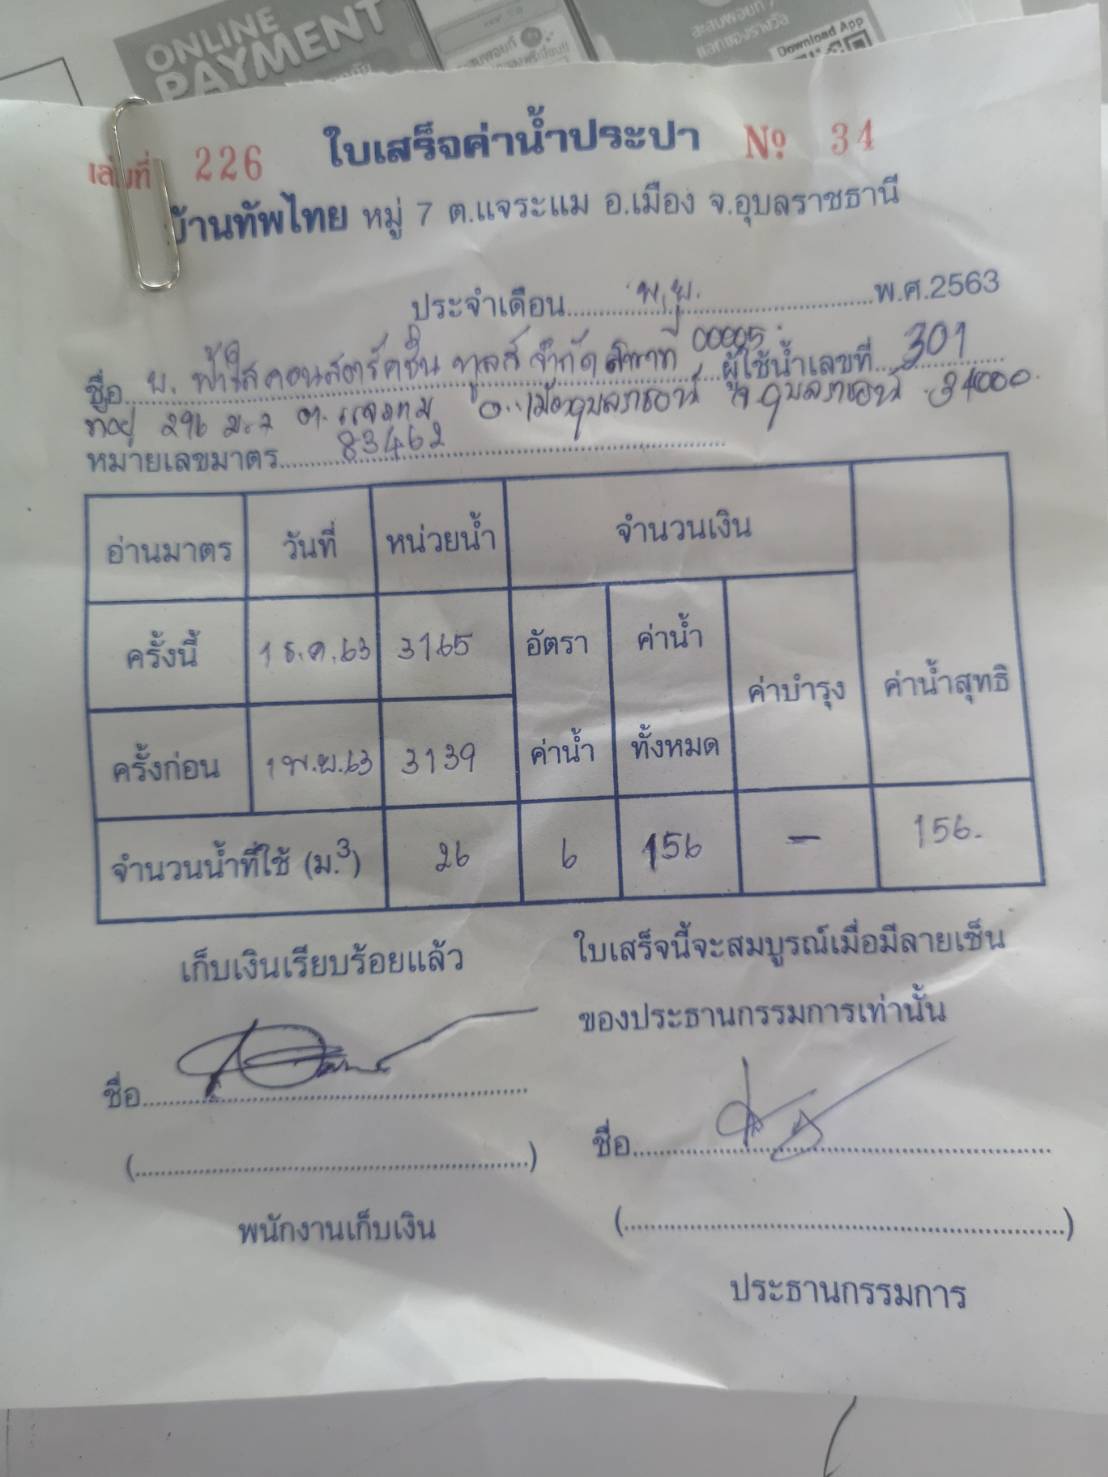 ONLINE
PAYMENT
Download App
เล่มที่ 226 ใบเสร็จค่าน้ำประปา Nº 34
บ้านทัพไทย หมู่ 7 ต.แจระแม อ.เมือง จ.อุบลราชธานี
ประจำเดือน พ.ย. พ.ศ.2563
ชื่อ บ. ฟ้าใสคอนสตรัคชั่น ทูลส์ จำกัด สาขาที่ 00005 ผู้ใช้น้ำเลขที่ 301
ที่อยู่ 296 ม.7 ต.แจระแม อ.เมืองอุบลราชธานี จ.อุบลราชธานี 34000
หมายเลขมาตร 83462
อ่านมาตร วันที่ หน่วยน้ำ จำนวนเงิน ค่าน้ำสุทธิ
ครั้งนี้ 1 ธ.ค.63 3165 อัตราค่าน้ำ ค่าน้ำทั้งหมด ค่าบำรุง
ครั้งก่อน 1 พ.ย.63 3139
จำนวนน้ำที่ใช้ (ม.³) 26 6 156 – 156.-
เก็บเงินเรียบร้อยแล้ว
ใบเสร็จนี้จะสมบูรณ์เมื่อมีลายเซ็น
ของประธานกรรมการเท่านั้น
ชื่อ
(
)
พนักงานเก็บเงิน
ชื่อ
(
)
ประธานกรรมการ